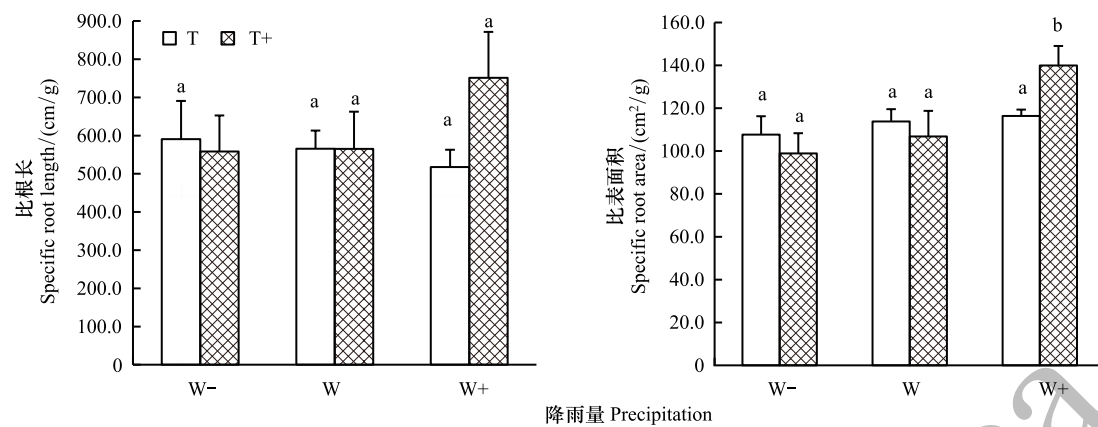 比根长
Specific root length/(cm/g)
900.0
800.0
700.0
600.0
500.0
400.0
300.0
200.0
100.0
0
T T+
a
a
a
a
a
W− W W+
比表面积
Specific root area/(cm²/g)
160.0
140.0
120.0
100.0
80.0
60.0
40.0
20.0
0
a
a
a
a
a
b
W− W W+
降雨量 Precipitation
a